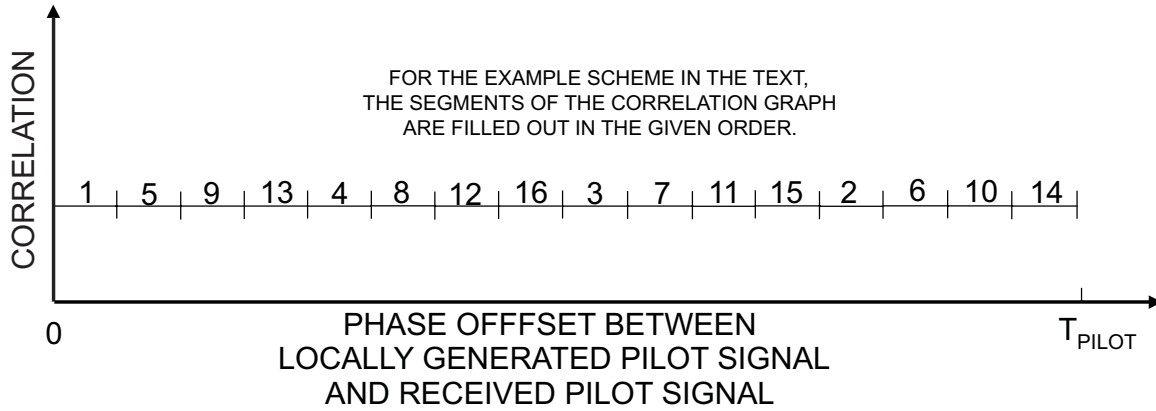 CORRELATION
FOR THE EXAMPLE SCHEME IN THE TEXT,
THE SEGMENTS OF THE CORRELATION GRAPH
ARE FILLED OUT IN THE GIVEN ORDER.
1 5 9 13 4 8 12 16 3 7 11 15 2 6 10 14
0
T_PILOT
PHASE OFFFSET BETWEEN
LOCALLY GENERATED PILOT SIGNAL
AND RECEIVED PILOT SIGNAL